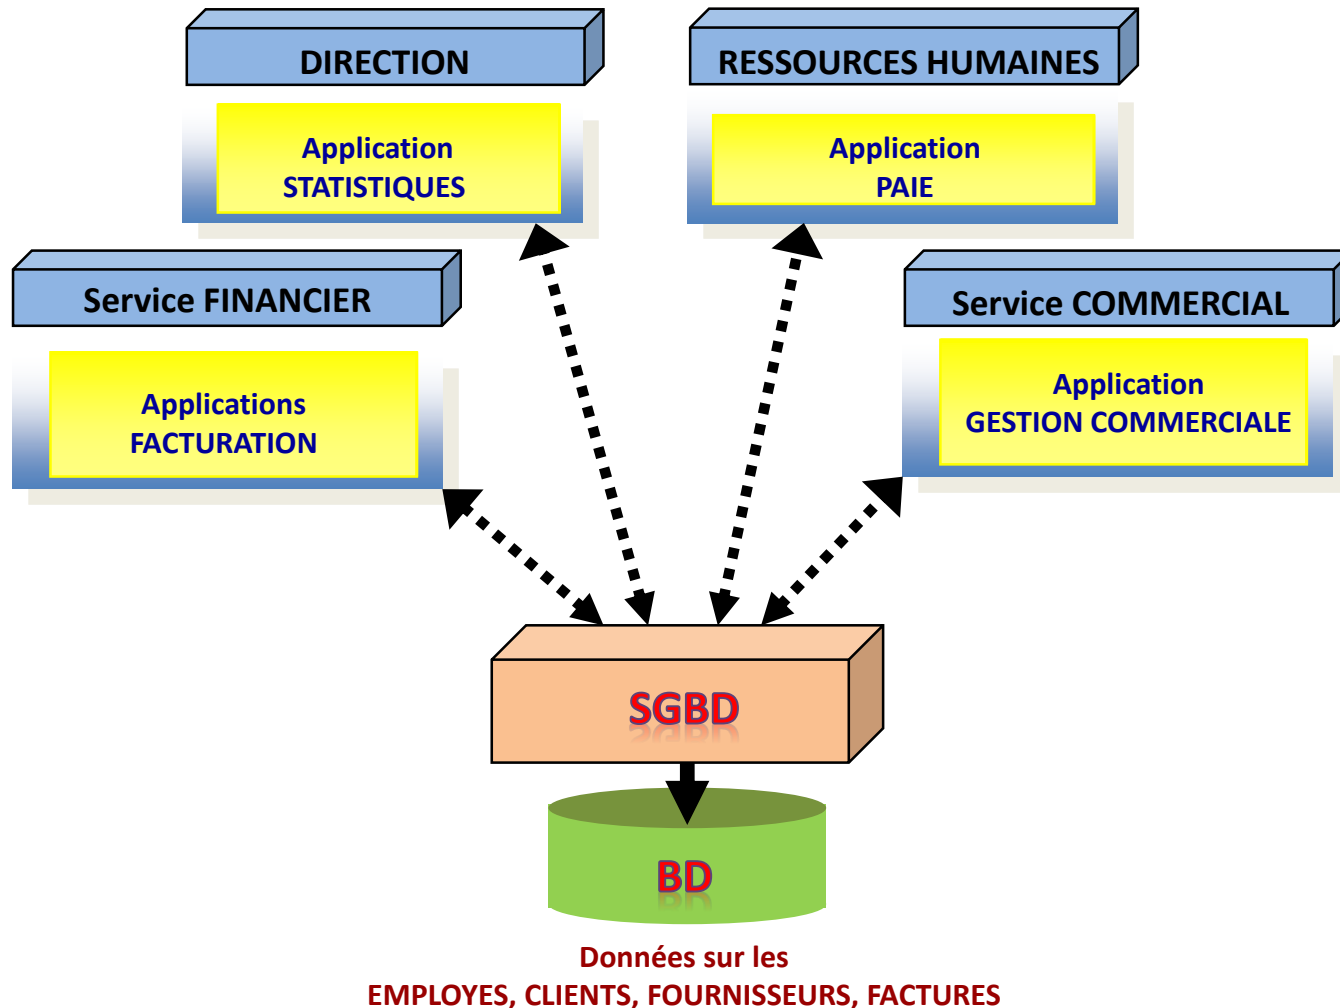 DIRECTION
RESSOURCES HUMAINES
Application
STATISTIQUES
Application
PAIE
Service FINANCIER
Service COMMERCIAL
Applications
FACTURATION
Application
GESTION COMMERCIALE
SGBD
BD
Données sur les
EMPLOYES, CLIENTS, FOURNISSEURS, FACTURES